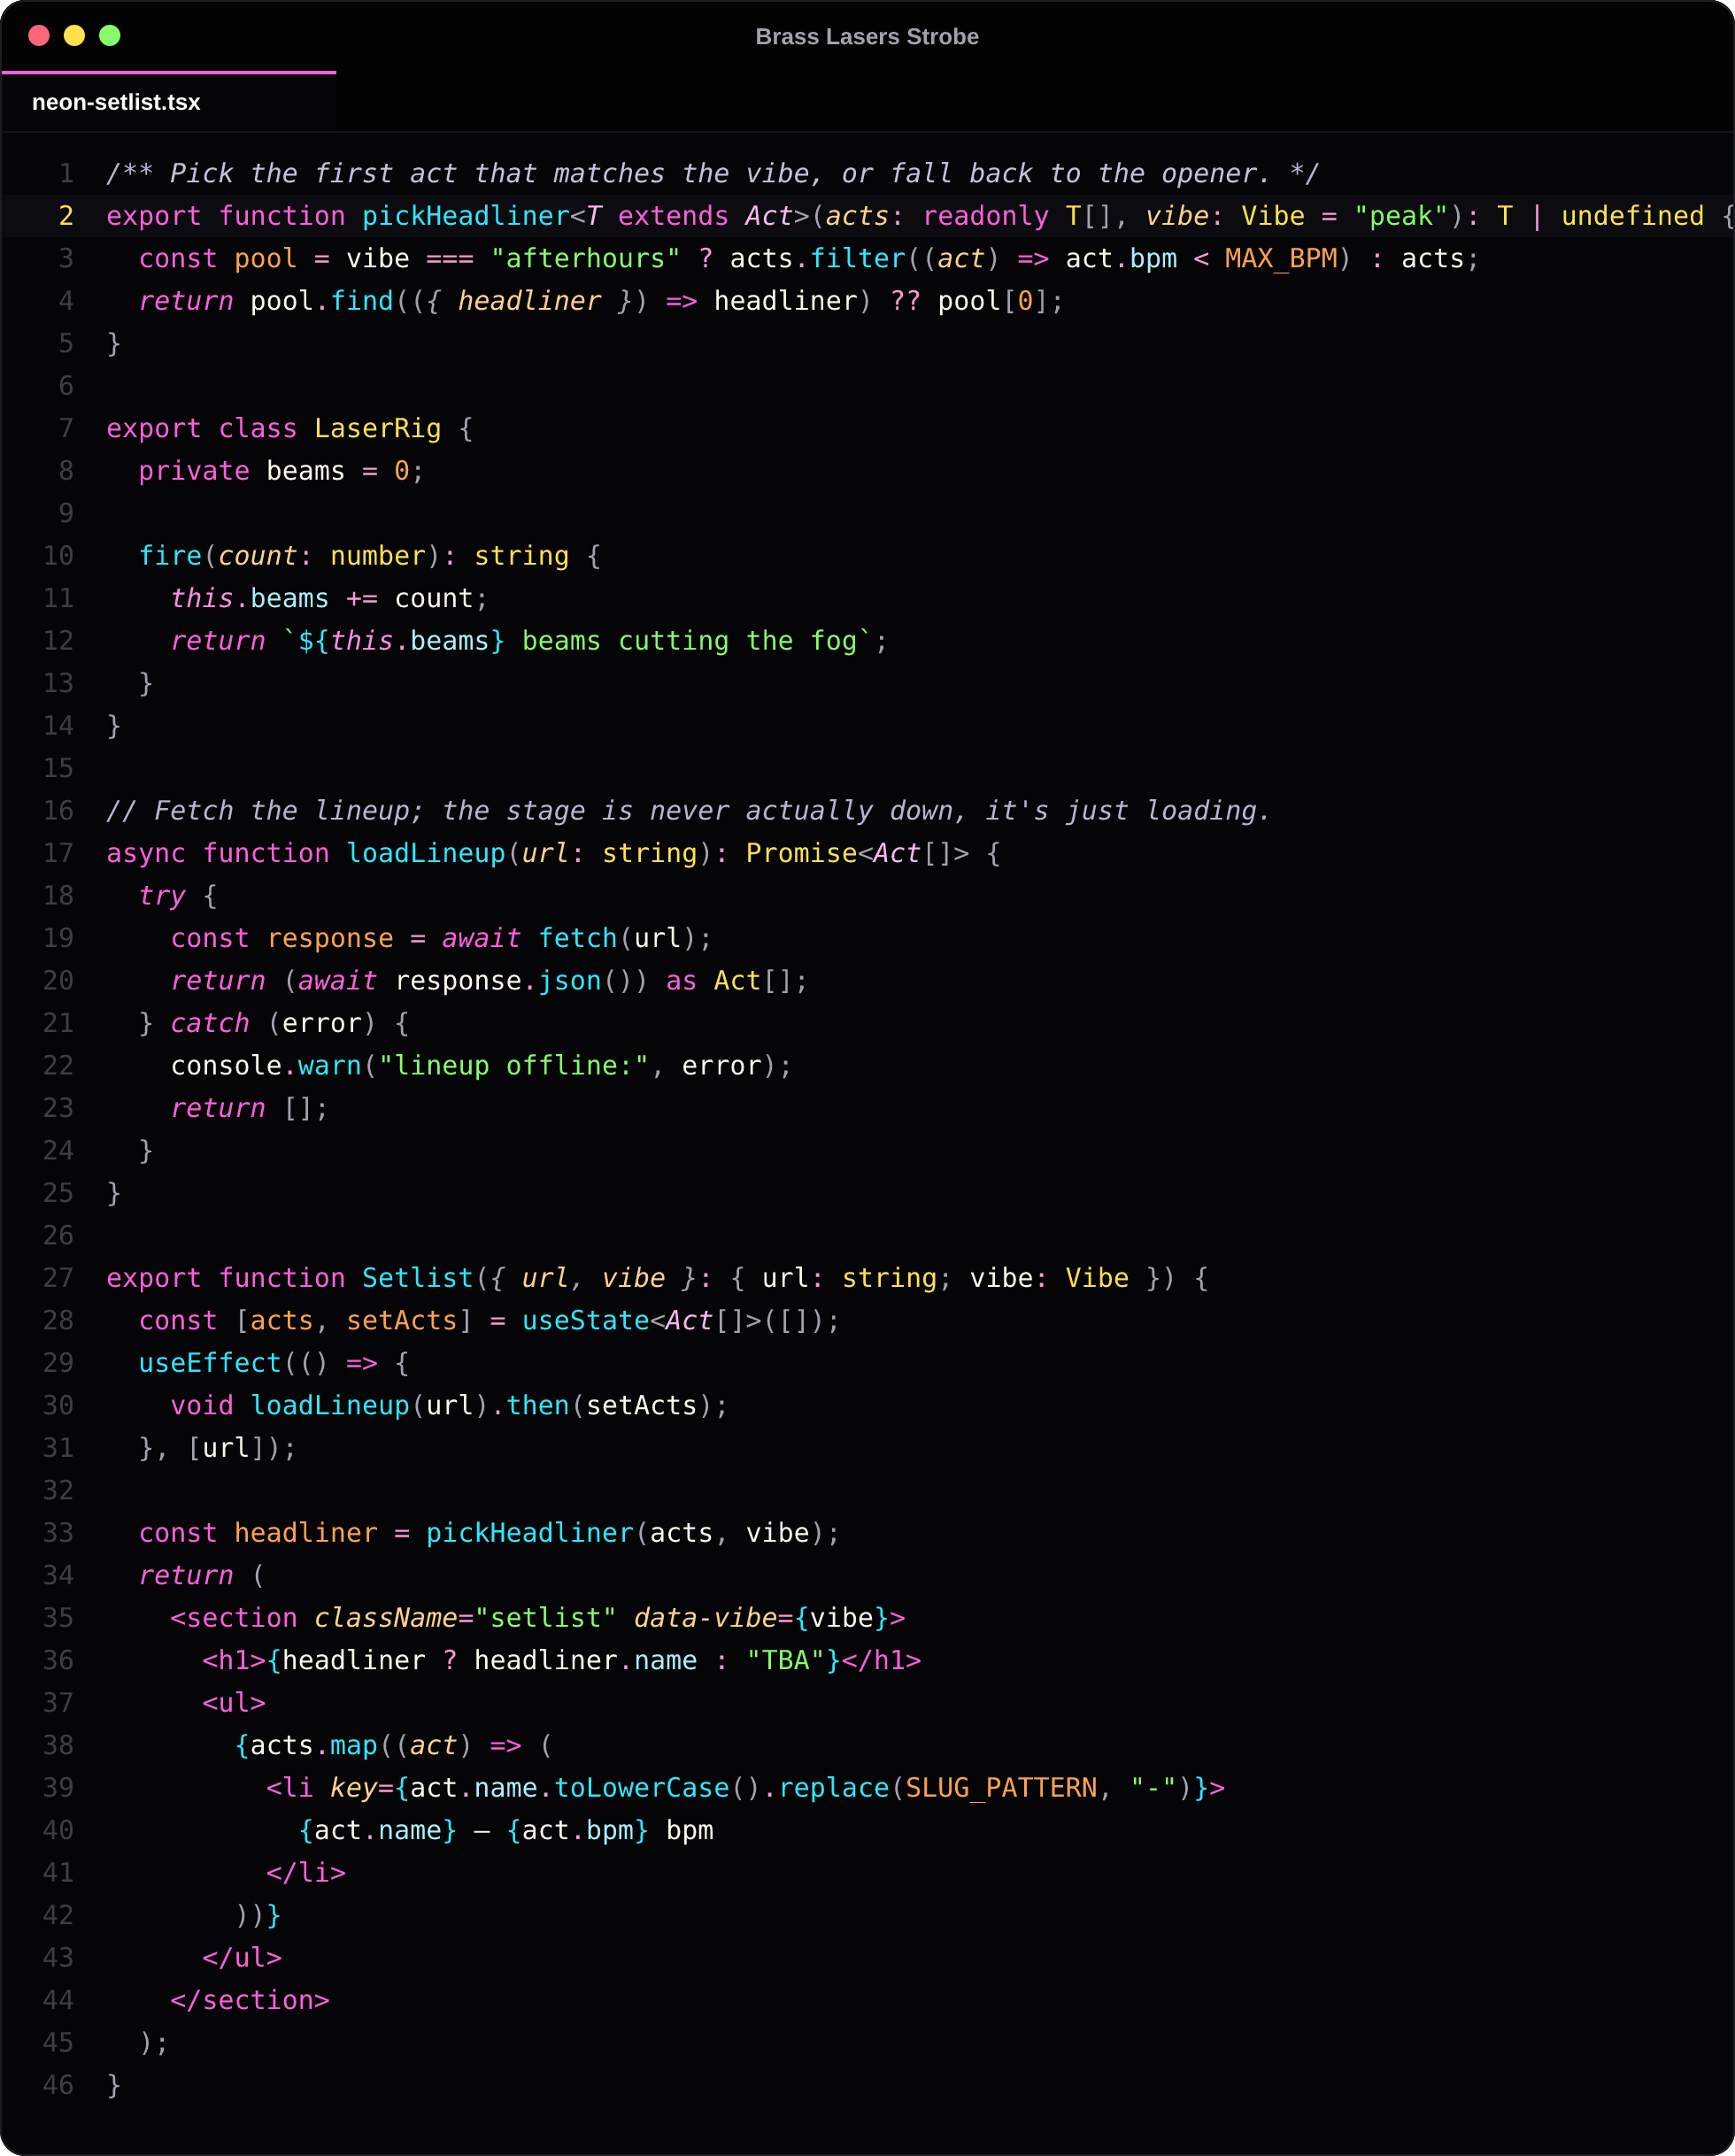 Brass Lasers Strobe
neon-setlist.tsx
1 /** Pick the first act that matches the vibe, or fall back to the opener. */
2 export function pickHeadliner<T extends Act>(acts: readonly T[], vibe: Vibe = "peak"): T | undefined {
3   const pool = vibe === "afterhours" ? acts.filter((act) => act.bpm < MAX_BPM) : acts;
4   return pool.find(({ headliner }) => headliner) ?? pool[0];
5 }
6
7 export class LaserRig {
8   private beams = 0;
9
10   fire(count: number): string {
11     this.beams += count;
12     return `${this.beams} beams cutting the fog`;
13   }
14 }
15
16 // Fetch the lineup; the stage is never actually down, it's just loading.
17 async function loadLineup(url: string): Promise<Act[]> {
18   try {
19     const response = await fetch(url);
20     return (await response.json()) as Act[];
21   } catch (error) {
22     console.warn("lineup offline:", error);
23     return [];
24   }
25 }
26
27 export function Setlist({ url, vibe }: { url: string; vibe: Vibe }) {
28   const [acts, setActs] = useState<Act[]>([]);
29   useEffect(() => {
30     void loadLineup(url).then(setActs);
31   }, [url]);
32
33   const headliner = pickHeadliner(acts, vibe);
34   return (
35     <section className="setlist" data-vibe={vibe}>
36       <h1>{headliner ? headliner.name : "TBA"}</h1>
37       <ul>
38         {acts.map((act) => (
39           <li key={act.name.toLowerCase().replace(SLUG_PATTERN, "-")}>
40             {act.name} — {act.bpm} bpm
41           </li>
42         ))}
43       </ul>
44     </section>
45   );
46 }